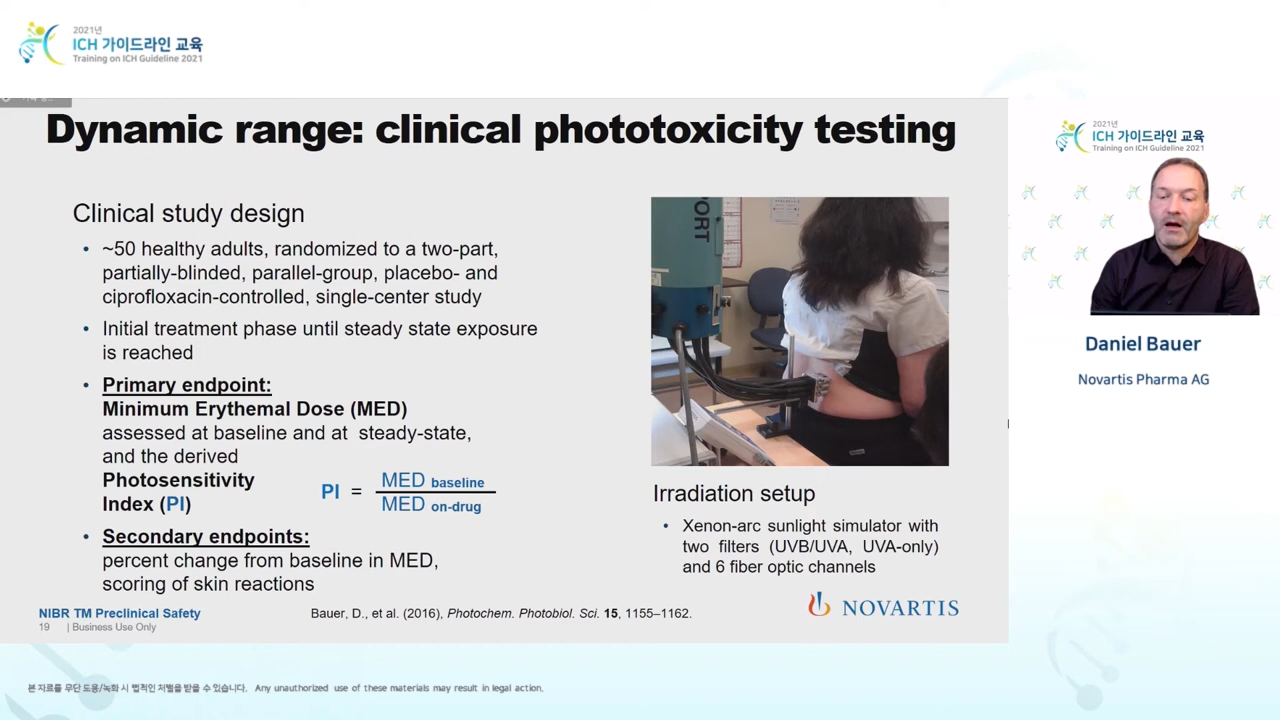 2021년
ICH 가이드라인 교육
Training on ICH Guideline 2021
Dynamic range: clinical phototoxicity testing
Clinical study design
• ~50 healthy adults, randomized to a two-part,
partially-blinded, parallel-group, placebo- and
ciprofloxacin-controlled, single-center study
• Initial treatment phase until steady state exposure
is reached
• Primary endpoint:
Minimum Erythemal Dose (MED)
assessed at baseline and at steady-state,
and the derived
Photosensitivity
Index (PI)
PI = MED baseline
MED on-drug
• Secondary endpoints:
percent change from baseline in MED,
scoring of skin reactions
PORT
Irradiation setup
• Xenon-arc sunlight simulator with
two filters (UVB/UVA, UVA-only)
and 6 fiber optic channels
NIBR TM Preclinical Safety
19 | Business Use Only
Bauer, D., et al. (2016), Photochem. Photobiol. Sci. 15, 1155–1162.
NOVARTIS
2021년
ICH 가이드라인 교육
Training on ICH Guideline 2021
Daniel Bauer
Novartis Pharma AG
본 자료를 무단 도용/녹화 시 법적인 처벌을 받을 수 있습니다. Any unauthorized use of these materials may result in legal action.